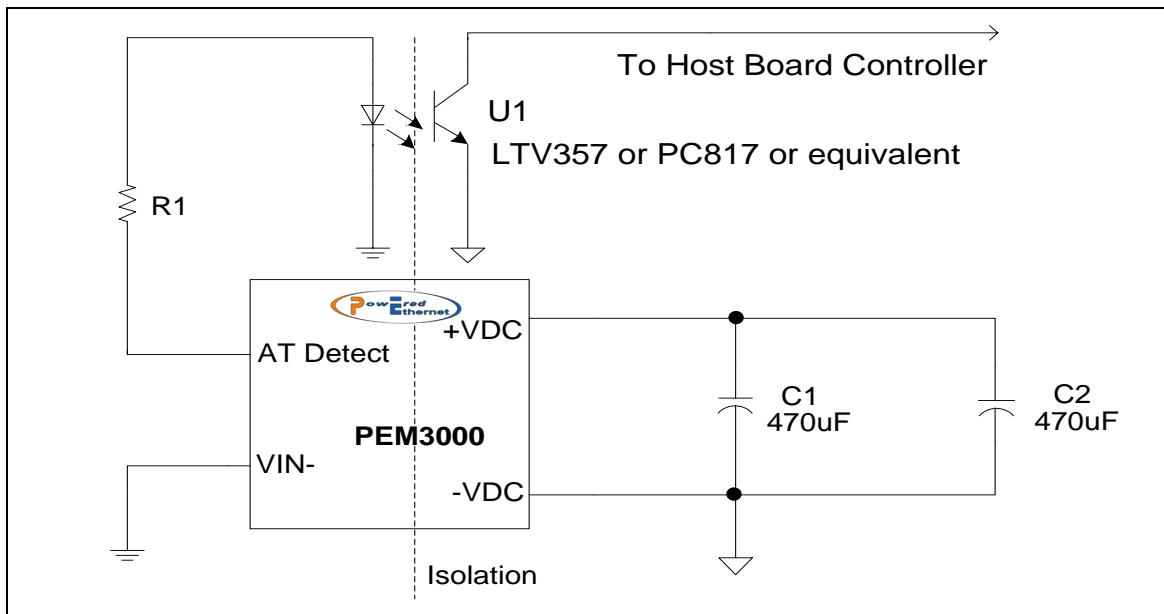 To Host Board Controller
U1
LTV357 or PC817 or equivalent
R1
PowEred
Ethernet
+VDC
AT Detect
C1
470uF
C2
470uF
PEM3000
VIN-
-VDC
Isolation